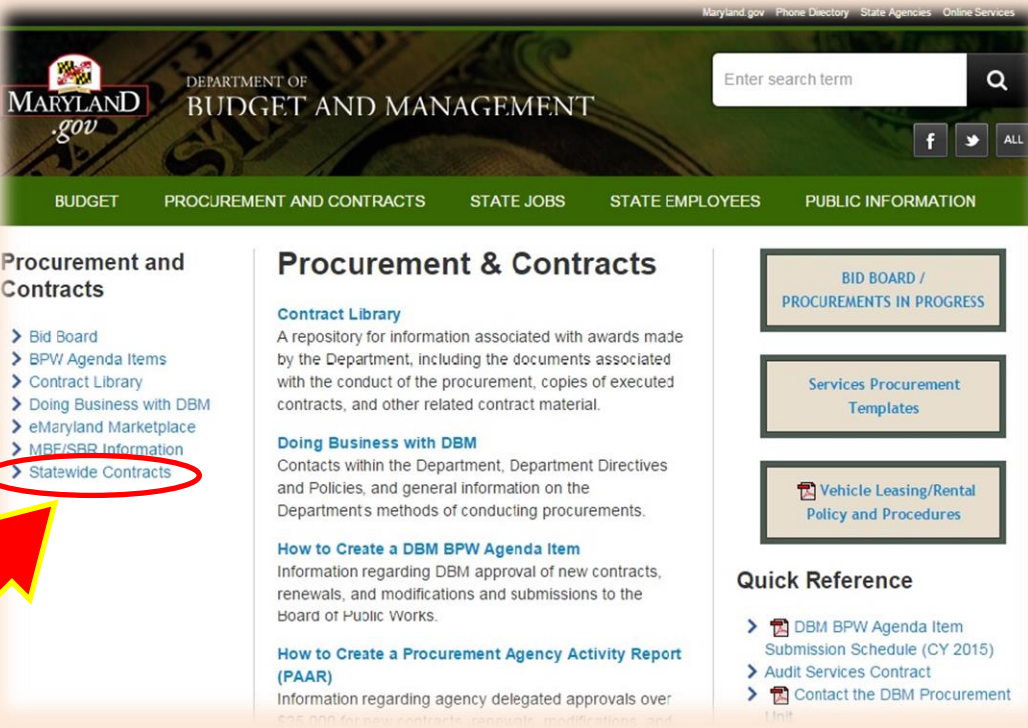 Maryland.gov Phone Directory State Agencies Online Services
MARYLAND
.gov
DEPARTMENT OF
BUDGET AND MANAGEMENT
Enter search term
f
ALL
BUDGET PROCUREMENT AND CONTRACTS STATE JOBS STATE EMPLOYEES PUBLIC INFORMATION
Procurement and
Contracts
Bid Board
BPW Agenda Items
Contract Library
Doing Business with DBM
eMaryland Marketplace
MBE/SBR Information
Statewide Contracts
Procurement & Contracts
Contract Library
A repository for information associated with awards made
by the Department, including the documents associated
with the conduct of the procurement, copies of executed
contracts, and other related contract material.
Doing Business with DBM
Contacts within the Department, Department Directives
and Policies, and general information on the
Department's methods of conducting procurements.
How to Create a DBM BPW Agenda Item
Information regarding DBM approval of new contracts,
renewals, and modifications and submissions to the
Board of Public Works.
How to Create a Procurement Agency Activity Report
(PAAR)
Information regarding agency delegated approvals over
$25,000 for new contracts, renewals, modifications, and
BID BOARD /
PROCUREMENTS IN PROGRESS
Services Procurement
Templates
Vehicle Leasing/Rental
Policy and Procedures
Quick Reference
DBM BPW Agenda Item
Submission Schedule (CY 2015)
Audit Services Contract
Contact the DBM Procurement
Unit